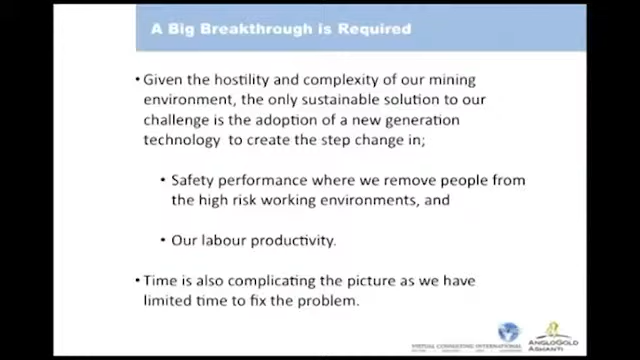 A Big Breakthrough is Required
• Given the hostility and complexity of our mining
environment, the only sustainable solution to our
challenge is the adoption of a new generation
technology to create the step change in;
• Safety performance where we remove people from
the high risk working environments, and
• Our labour productivity.
• Time is also complicating the picture as we have
limited time to fix the problem.
VIRTUAL CONSULTING INTERNATIONAL
ANGLOGOLD
ASHANTI